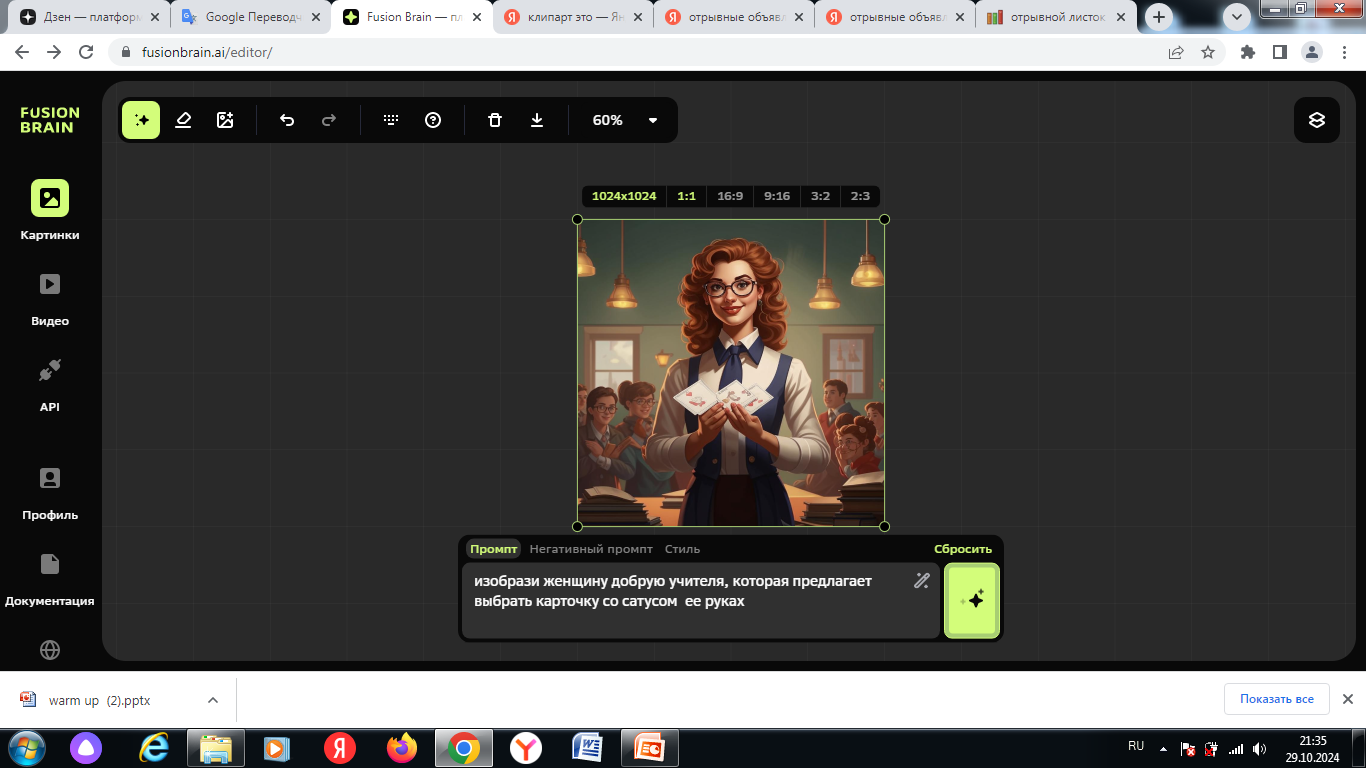 Дзен — платформ
Google Переводч
Fusion Brain — пл
клипарт это — Ян
отрывные объявл
отрывные объявл
отрывной листок
fusionbrain.ai/editor/
FUSION
BRAIN
60%
1024x1024 1:1 16:9 9:16 3:2 2:3
Картинки
Видео
API
Профиль
Документация
Промпт Негативный промпт Стиль Сбросить
изобрази женщину добрую учителя, которая предлагает
выбрать карточку со сатусом ее руках
warm up (2).pptx
Показать все
RU
21:35
29.10.2024